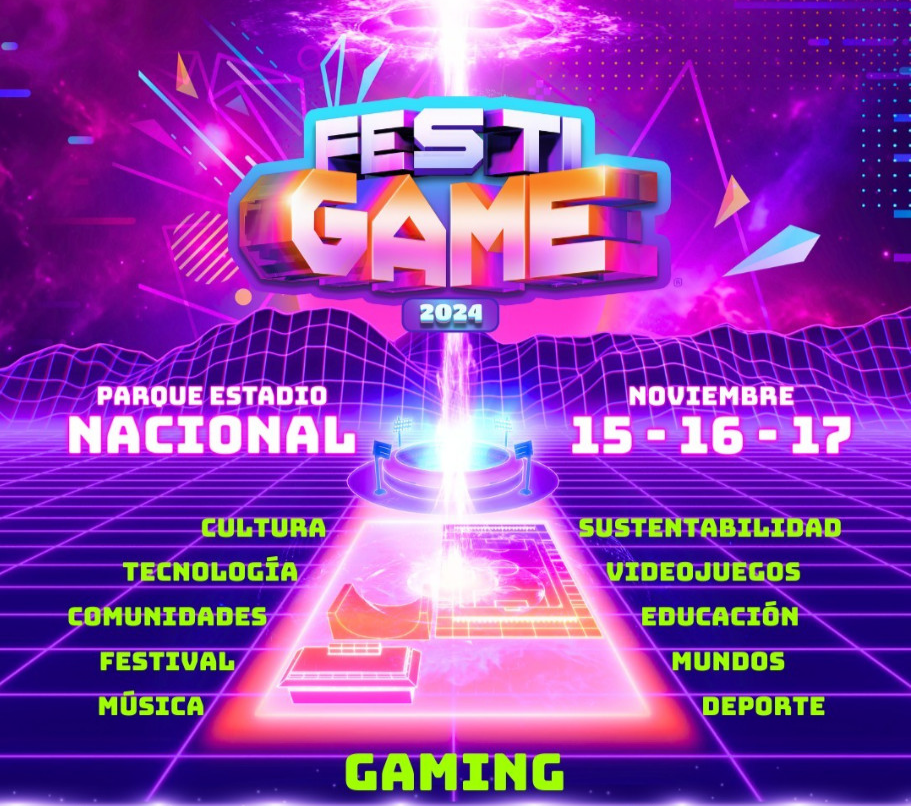 FESTI
GAME
®
2024
PARQUE ESTADIO
NACIONAL
NOVIEMBRE
15 - 16 - 17
CULTURA
TECNOLOGÍA
COMUNIDADES
FESTIVAL
MÚSICA
SUSTENTABILIDAD
VIDEOJUEGOS
EDUCACIÓN
MUNDOS
DEPORTE
GAMING